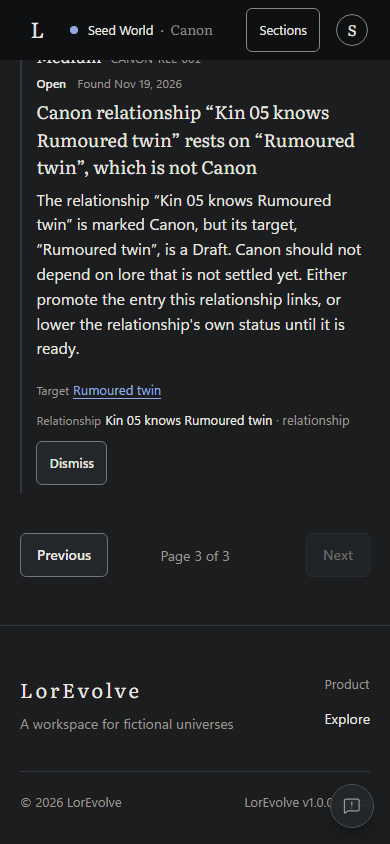 L
Seed World · Canon
Sections
S
Medium CANON-REL-001
Open Found Nov 19, 2026
Canon relationship “Kin 05 knows
Rumoured twin” rests on “Rumoured
twin”, which is not Canon
The relationship “Kin 05 knows Rumoured
twin” is marked Canon, but its target,
“Rumoured twin”, is a Draft. Canon should not
depend on lore that is not settled yet. Either
promote the entry this relationship links, or
lower the relationship's own status until it is
ready.
Target Rumoured twin
Relationship Kin 05 knows Rumoured twin · relationship
Dismiss
Previous
Page 3 of 3
Next
LorEvolve
Product
A workspace for fictional universes
Explore
© 2026 LorEvolve
LorEvolve v1.0.0